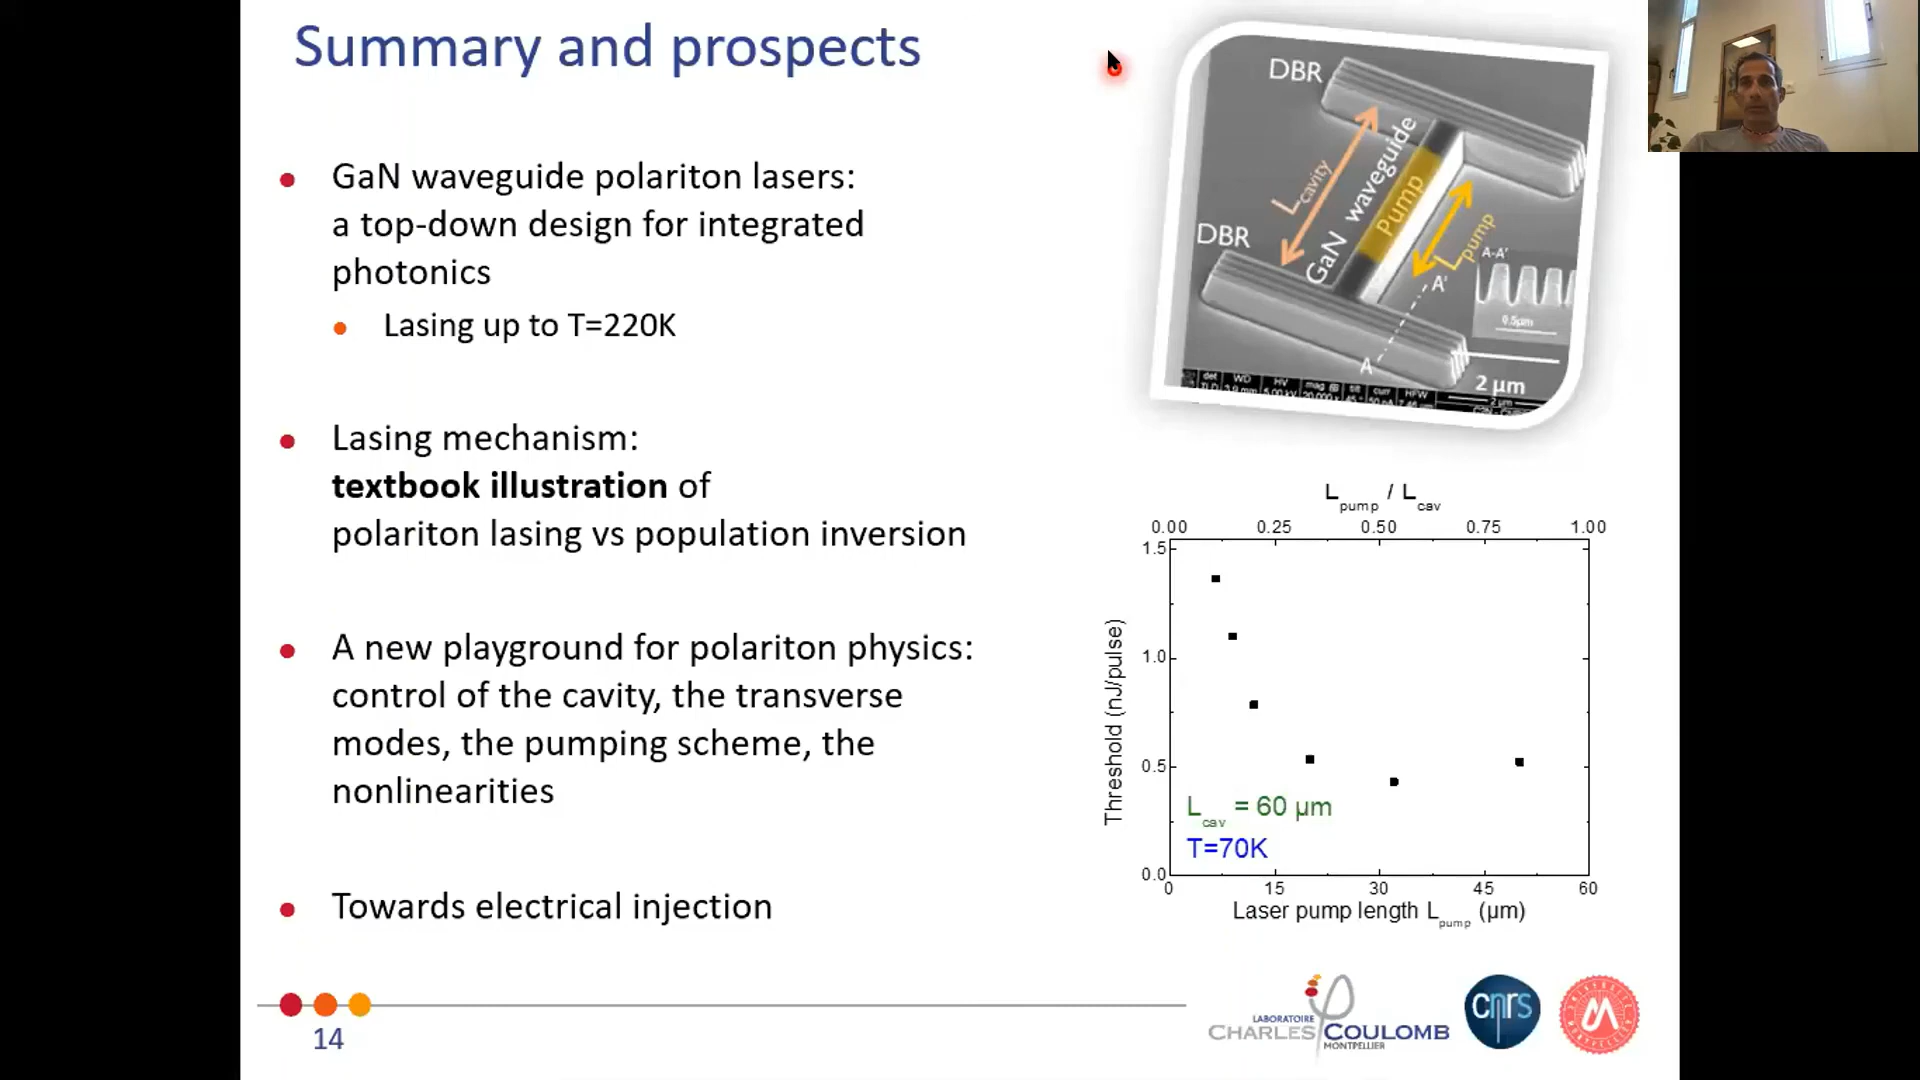 Summary and prospects
GaN waveguide polariton lasers:
a top-down design for integrated
photonics
Lasing up to T=220K
Lasing mechanism:
textbook illustration of
polariton lasing vs population inversion
A new playground for polariton physics:
control of the cavity, the transverse
modes, the pumping scheme, the
nonlinearities
Towards electrical injection
14
DBR
L cavity
GaN waveguide
Pump
L pump
DBR
A-A'
A'
0.5µm
A
2 µm
det WD HV mag tilt curr HFW
L pump / L cav
0.00 0.25 0.50 0.75 1.00
1.5
1.0
0.5
0.0
Threshold (nJ/pulse)
L cav = 60 µm
T=70K
0 15 30 45 60
Laser pump length L pump (µm)
LABORATOIRE
CHARLES COULOMB
MONTPELLIER
cnrs